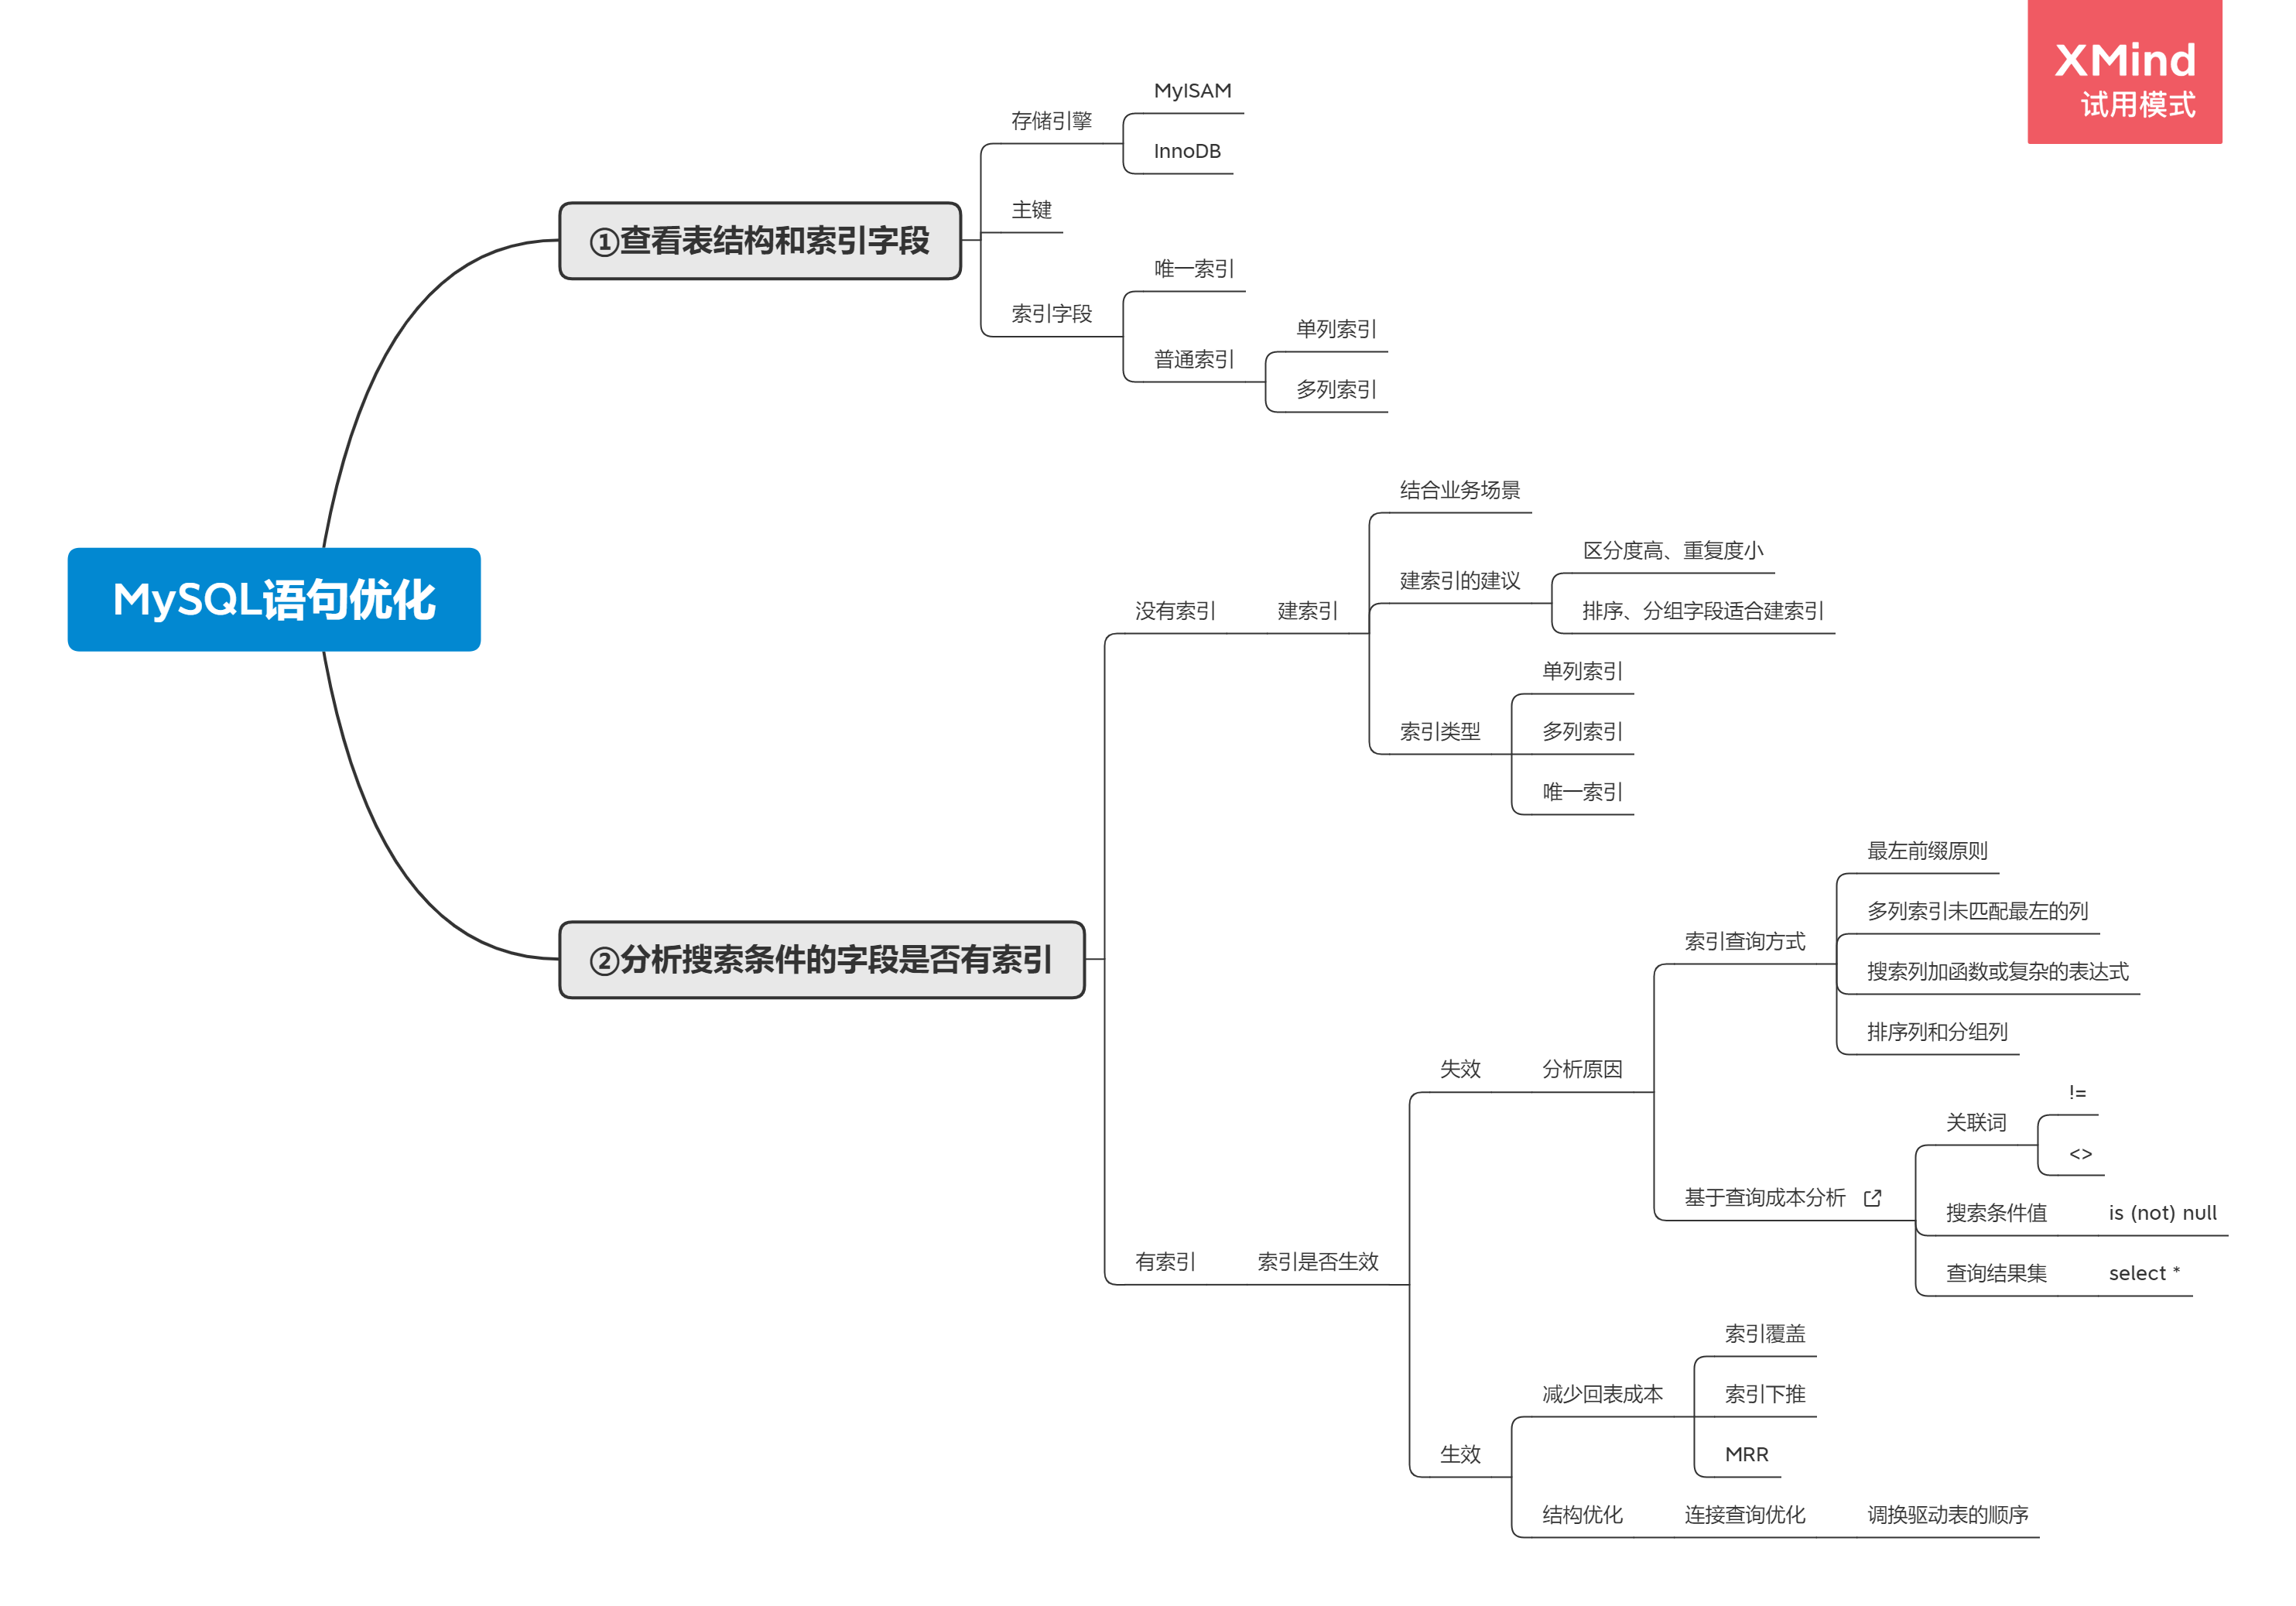 XMind
试用模式
MySQL语句优化
①查看表结构和索引字段
存储引擎
MyISAM
InnoDB
主键
索引字段
唯一索引
普通索引
单列索引
多列索引
②分析搜索条件的字段是否有索引
没有索引
建索引
结合业务场景
建索引的建议
区分度高、重复度小
排序、分组字段适合建索引
索引类型
单列索引
多列索引
唯一索引
有索引
索引是否生效
失效
分析原因
索引查询方式
最左前缀原则
多列索引未匹配最左的列
搜索列加函数或复杂的表达式
排序列和分组列
基于查询成本分析
关联词
!=
<>
搜索条件值
is (not) null
查询结果集
select *
生效
减少回表成本
索引覆盖
索引下推
MRR
结构优化
连接查询优化
调换驱动表的顺序